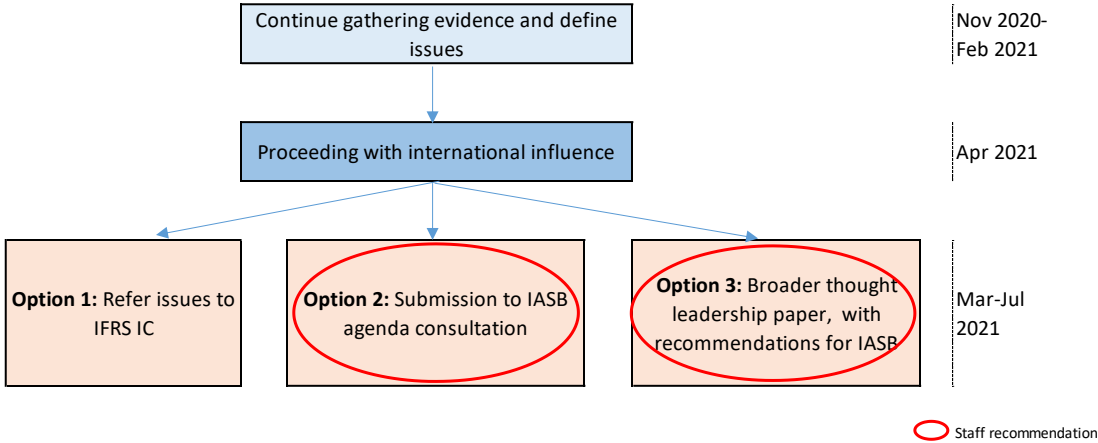 Continue gathering evidence and define
issues
Nov 2020-
Feb 2021
Proceeding with international influence
Apr 2021
Option 1: Refer issues to
IFRS IC
Option 2: Submission to IASB
agenda consultation
Option 3: Broader thought
leadership paper, with
recommendations for IASB
Mar-Jul
2021
Staff recommendation